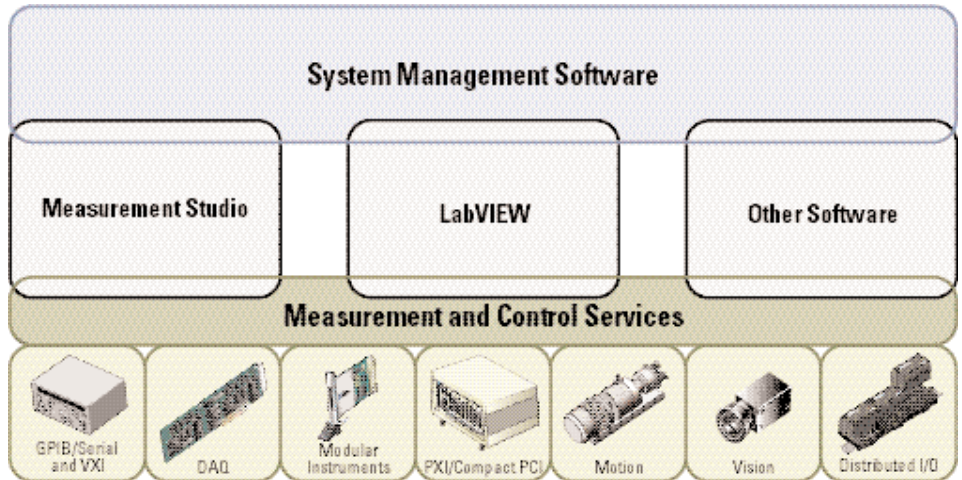 System Management Software
Measurement Studio
LabVIEW
Other Software
Measurement and Control Services
GPIB/Serial
and VXI
DAQ
Modular
Instruments
PXI/Compact PCI
Motion
Vision
Distributed I/O